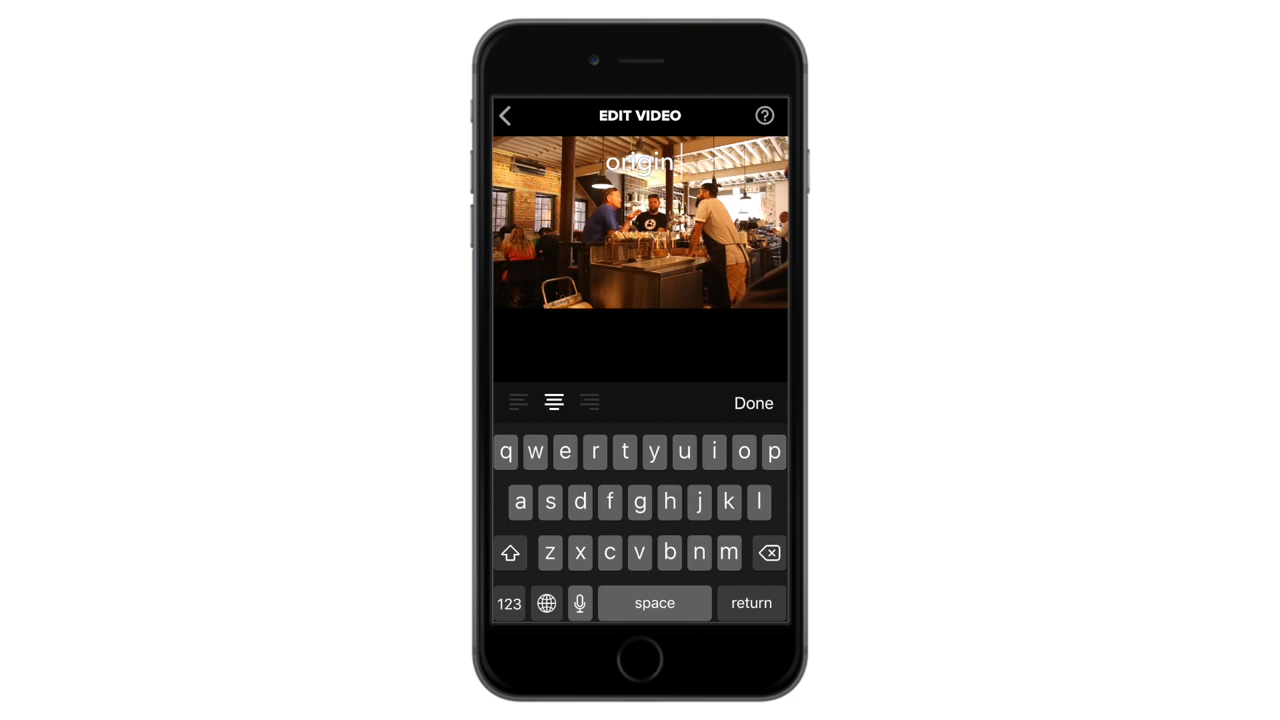 EDIT VIDEO
?
origin
Done
q w e r t y u i o p
a s d f g h j k l
z x c v b n m
123 space return